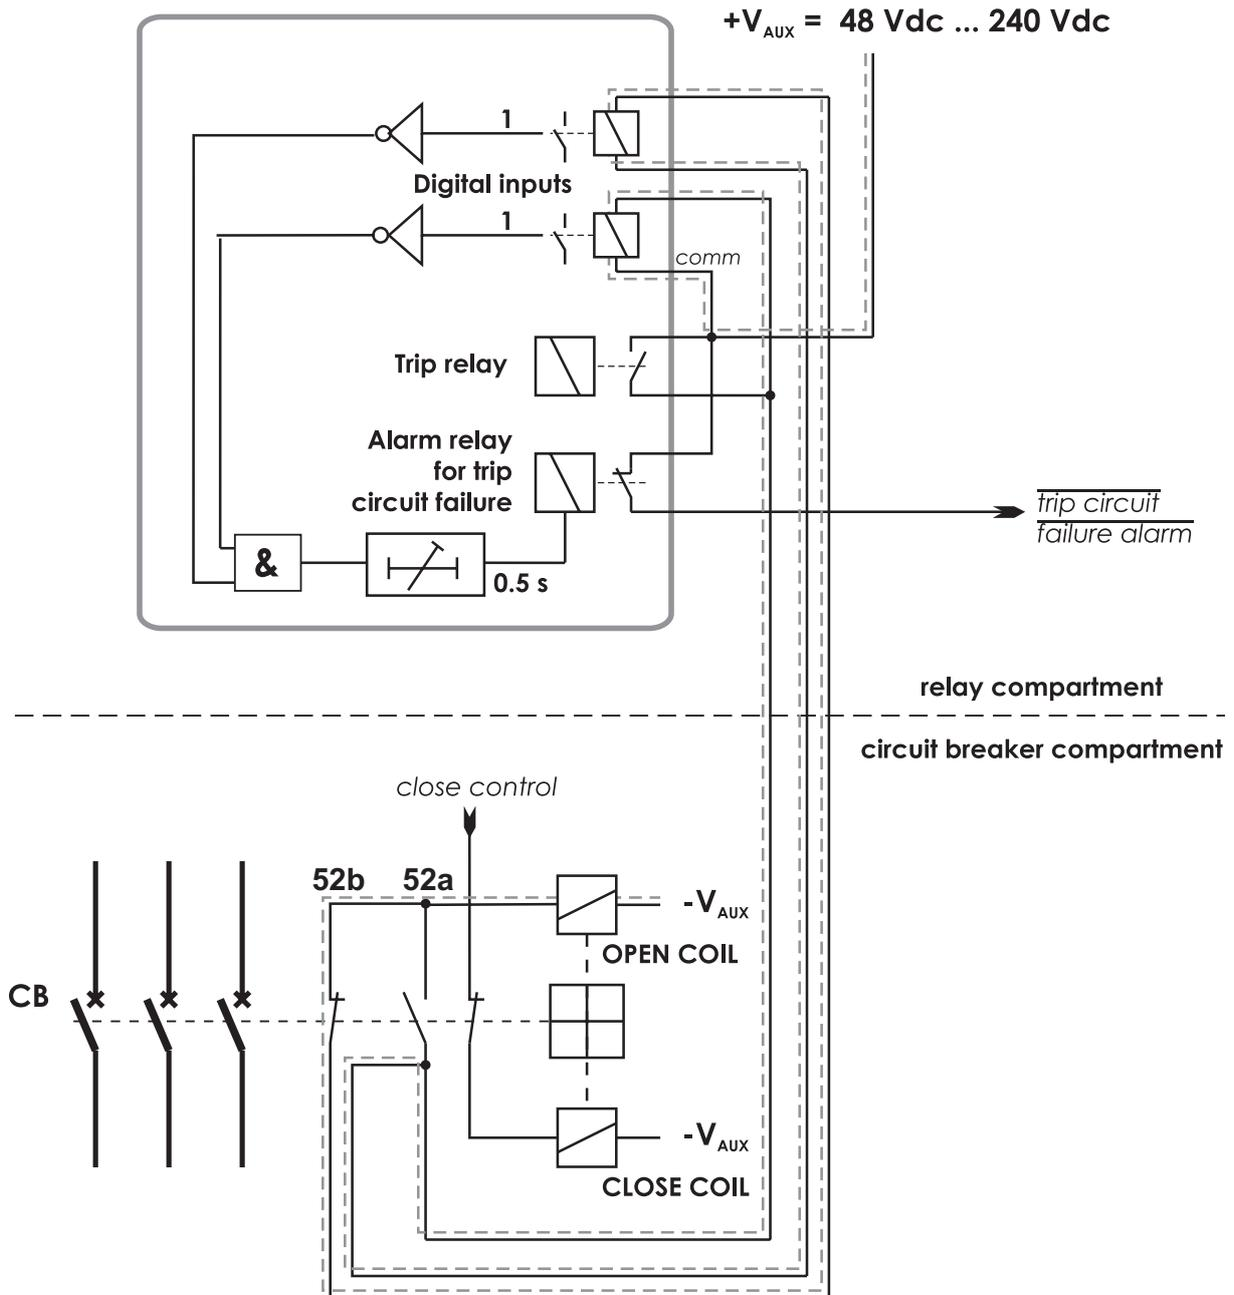 +VAUX = 48 Vdc ... 240 Vdc
1
Digital inputs
1
comm
Trip relay
Alarm relay
for trip
circuit failure
trip circuit
failure alarm
&
0.5 s
relay compartment
circuit breaker compartment
close control
52b 52a
-VAUX
OPEN COIL
CB
-VAUX
CLOSE COIL